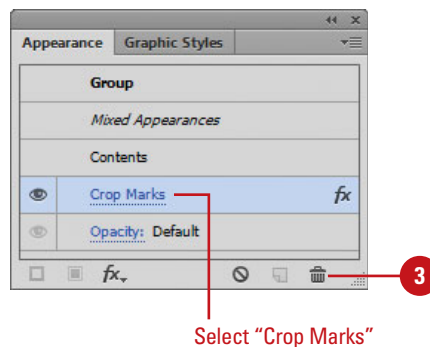 Appearance Graphic Styles
Group
Mixed Appearances
Contents
Crop Marks fx
Opacity: Default
fx
3
Select “Crop Marks”